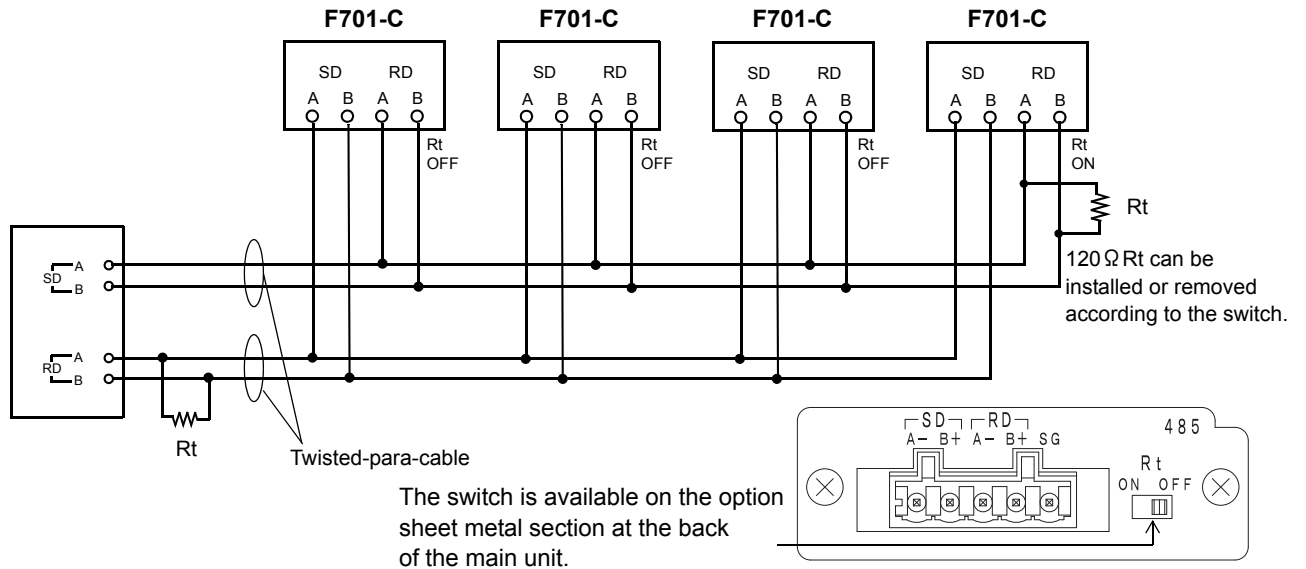 F701-C F701-C F701-C F701-C
SD RD SD RD SD RD SD RD
A B A B A B A B A B A B A B A B
Rt
OFF
Rt
OFF
Rt
OFF
Rt
ON
Rt
120Ω Rt can be
installed or removed
according to the switch.
SD A
B
RD A
B
Rt
Twisted-para-cable
The switch is available on the option
sheet metal section at the back
of the main unit.
SD RD
A- B+ A- B+ SG
485
Rt
ON OFF